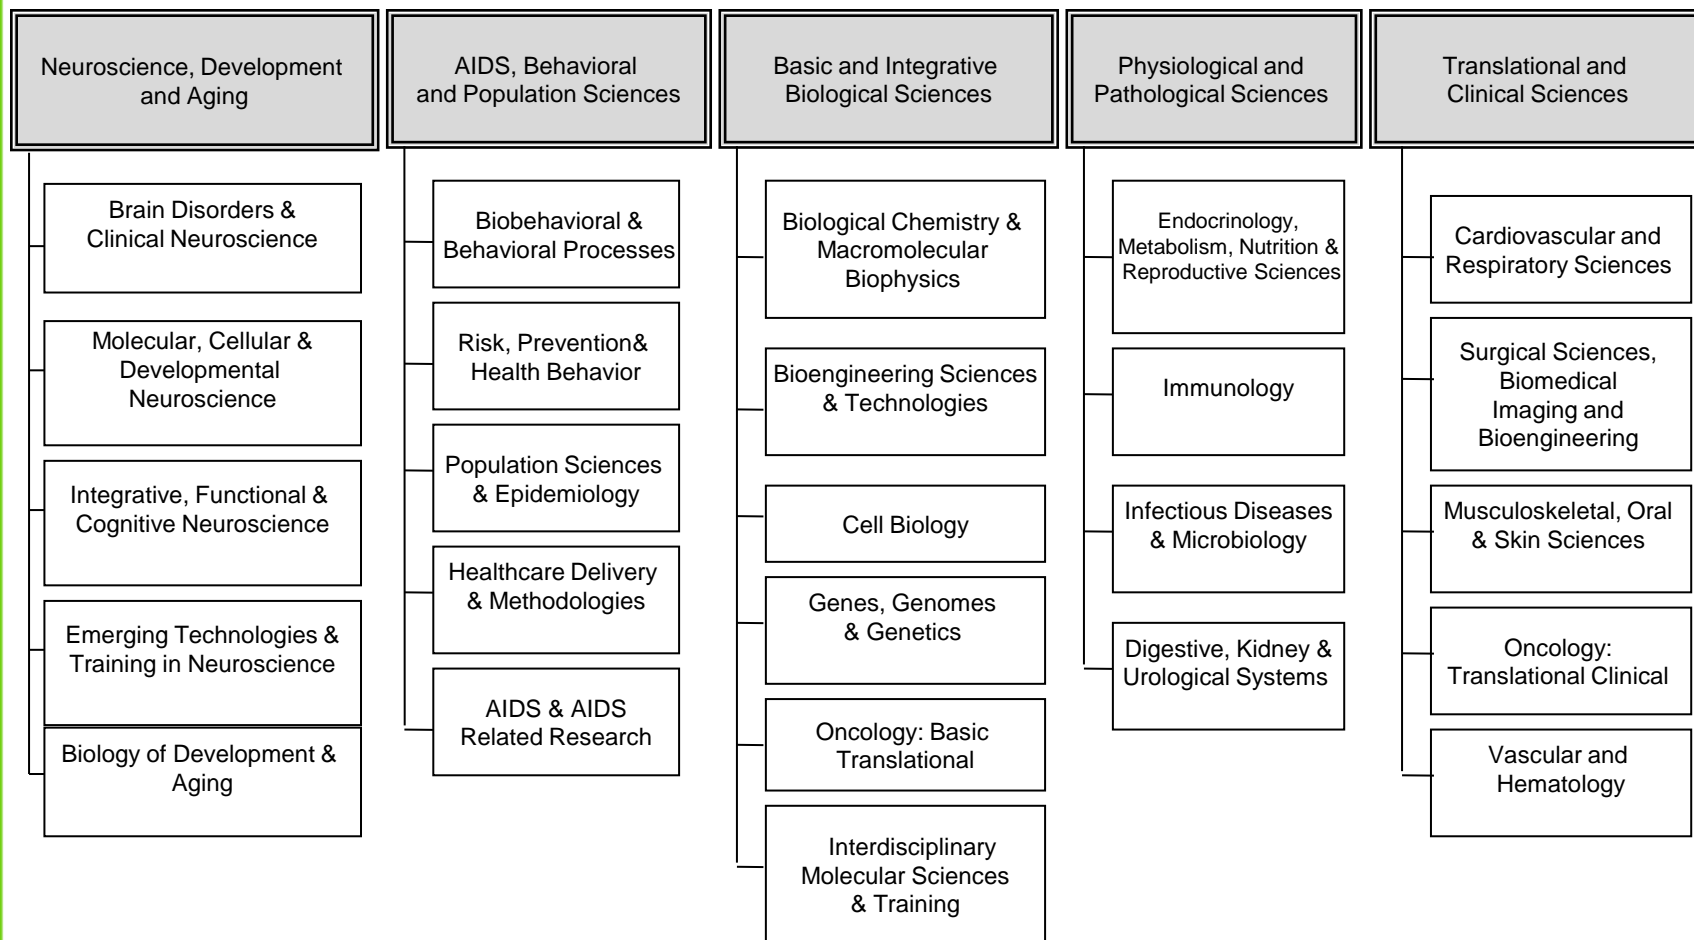 Neuroscience, Development
and Aging
Brain Disorders &
Clinical Neuroscience
Molecular, Cellular &
Developmental
Neuroscience
Integrative, Functional &
Cognitive Neuroscience
Emerging Technologies &
Training in Neuroscience
Biology of Development &
Aging
AIDS, Behavioral
and Population Sciences
Biobehavioral &
Behavioral Processes
Risk, Prevention&
Health Behavior
Population Sciences
& Epidemiology
Healthcare Delivery
& Methodologies
AIDS & AIDS
Related Research
Basic and Integrative
Biological Sciences
Biological Chemistry &
Macromolecular
Biophysics
Bioengineering Sciences
& Technologies
Cell Biology
Genes, Genomes
& Genetics
Oncology: Basic
Translational
Interdisciplinary
Molecular Sciences
& Training
Physiological and
Pathological Sciences
Endocrinology,
Metabolism, Nutrition &
Reproductive Sciences
Immunology
Infectious Diseases
& Microbiology
Digestive, Kidney &
Urological Systems
Translational and
Clinical Sciences
Cardiovascular and
Respiratory Sciences
Surgical Sciences,
Biomedical
Imaging and
Bioengineering
Musculoskeletal, Oral
& Skin Sciences
Oncology:
Translational Clinical
Vascular and
Hematology